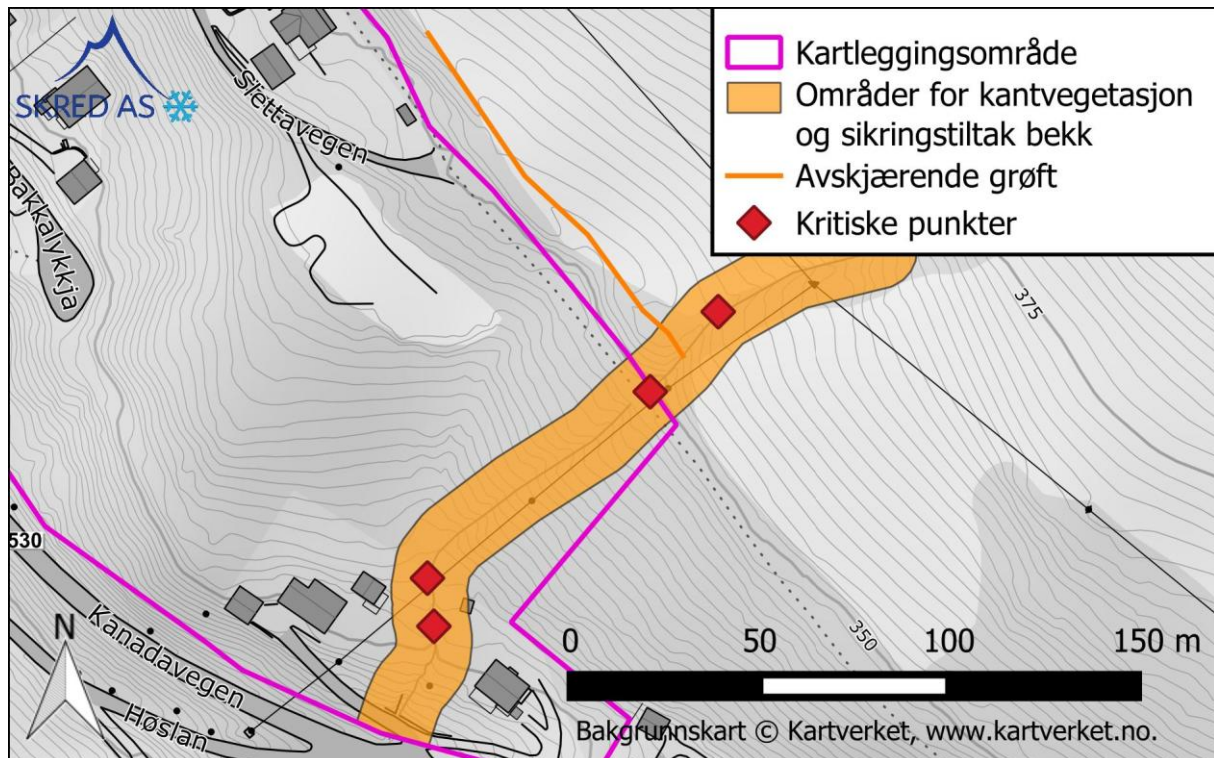 SKRED AS
Slettavegen
Bakkalykkja
Kartleggingsområde
Områder for kantvegetasjon
og sikringstiltak bekk
Avskjærende grøft
Kritiske punkter
375
350
530
Kanadavegen
Høslan
N
0 50 100 150 m
Bakgrunnskart © Kartverket, www.kartverket.no.